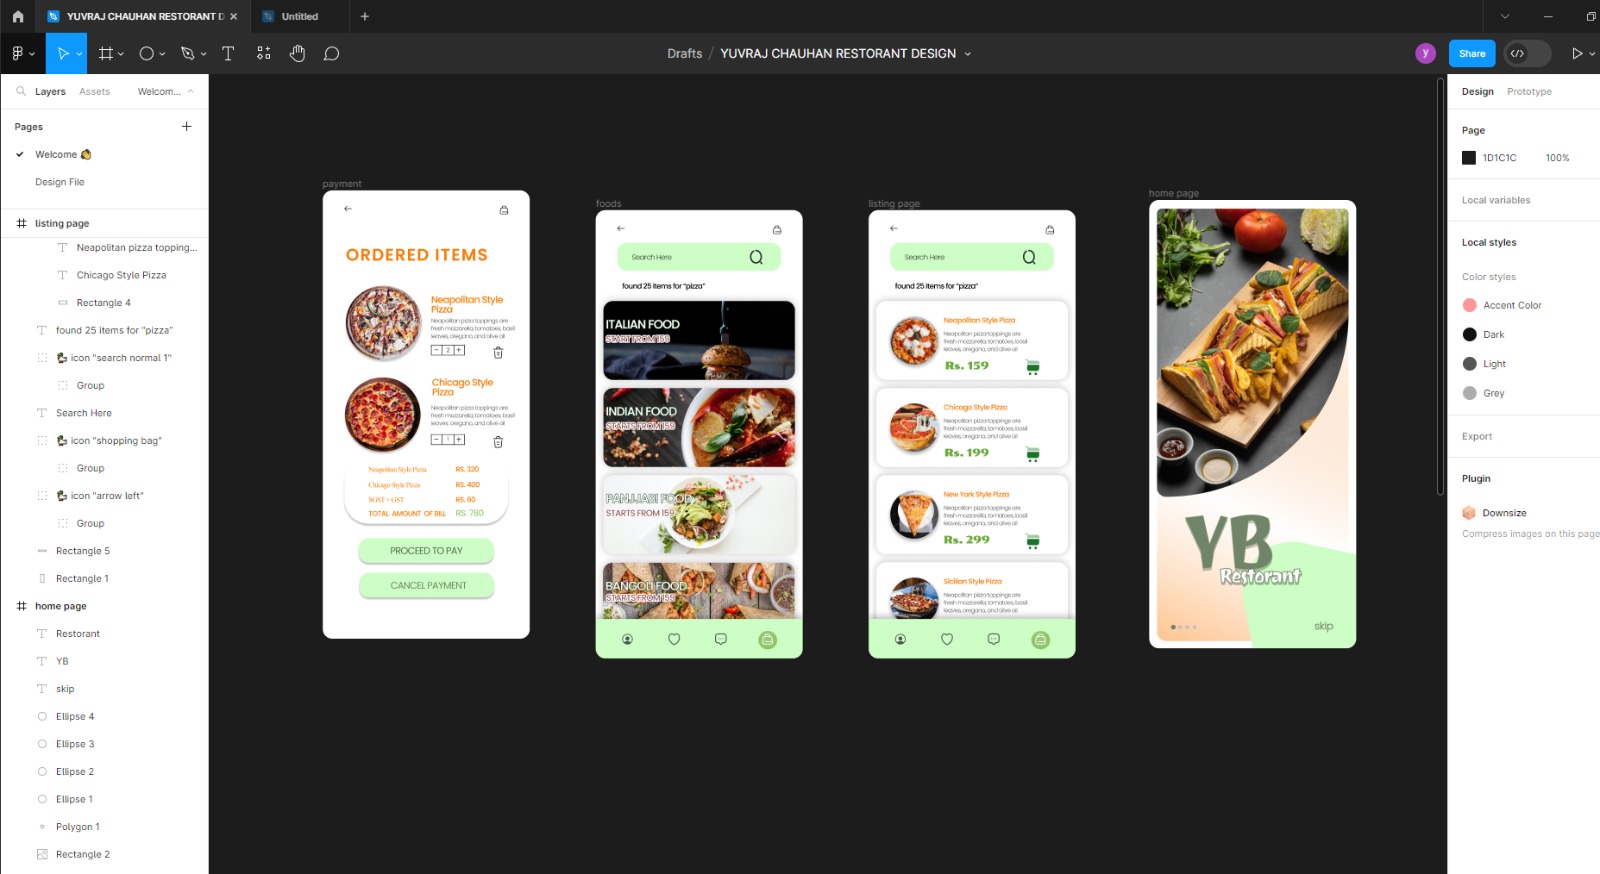 YUVRAJ CHAUHAN RESTORANT D
Untitled
Drafts / YUVRAJ CHAUHAN RESTORANT DESIGN
y
Share
Layers
Assets
Welcom...
Pages
Welcome
Design File
listing page
Neapolitan pizza topping...
Chicago Style Pizza
Rectangle 4
found 25 items for "pizza"
icon "search normal 1"
Group
Search Here
icon "shopping bag"
Group
icon "arrow left"
Group
Rectangle 5
Rectangle 1
home page
Restorant
YB
skip
Ellipse 4
Ellipse 3
Ellipse 2
Ellipse 1
Polygon 1
Rectangle 2
payment
ORDERED ITEMS
Neapolitan Style
Pizza
Neapolitan pizza toppings are
fresh mozzarella, tomatoes, basil
leaves, oregano, and olive oil
- 2 +
Chicago Style
Pizza
Neapolitan pizza toppings are
fresh mozzarella, tomatoes, basil
leaves, oregano, and olive oil
- 1 +
Neapolitan Style Pizza RS. 320
Chicago Style Pizza RS. 400
SGST + GST RS. 60
TOTAL AMOUNT OF BILL RS. 780
PROCEED TO PAY
CANCEL PAYMENT
foods
Search Here
found 25 items for "pizza"
ITALIAN FOOD
START FROM 159
INDIAN FOOD
STARTS FROM 159
PANJJABI FOOD
STARTS FROM 159
BANGOLI FOOD
STARTS FROM 159
listing page
Search Here
found 25 items for "pizza"
Neapolitan Style Pizza
Neapolitan pizza toppings are
fresh mozzarella, tomatoes, basil
leaves, oregano, and olive oil
Rs. 159
Chicago Style Pizza
Neapolitan pizza toppings are
fresh mozzarella, tomatoes, basil
leaves, oregano, and olive oil
Rs. 199
New York Style Pizza
Neapolitan pizza toppings are
fresh mozzarella, tomatoes, basil
leaves, oregano, and olive oil
Rs. 299
Sicilian Style Pizza
Neapolitan pizza toppings are
fresh mozzarella, tomatoes, basil
leaves, oregano, and olive oil
home page
YB
Restorant
skip
Design
Prototype
Page
1D1C1C 100%
Local variables
Local styles
Color styles
Accent Color
Dark
Light
Grey
Export
Plugin
Downsize
Compress images on this page